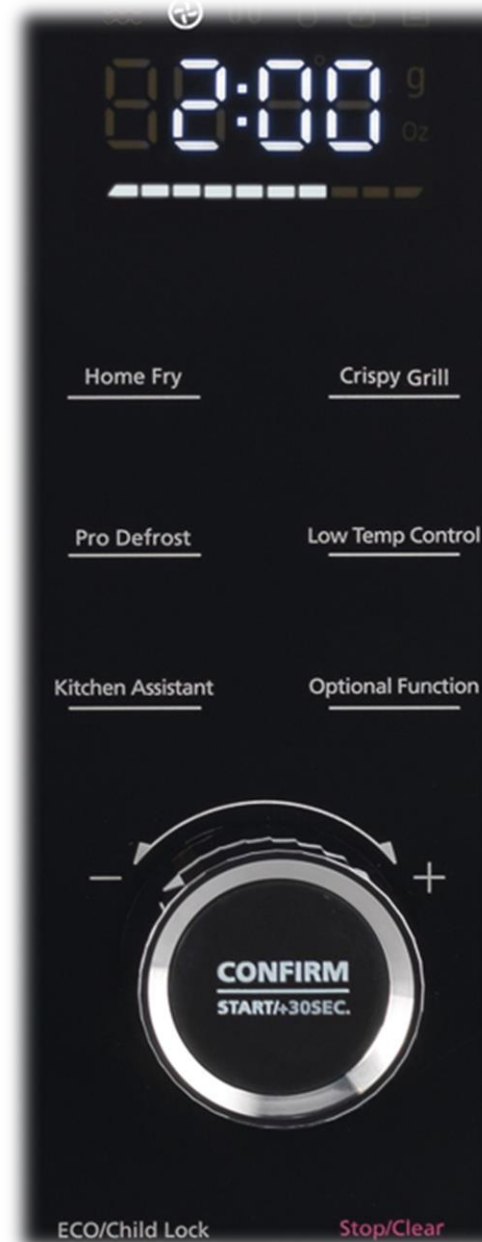 2:00
g
Oz
Home Fry
Crispy Grill
Pro Defrost
Low Temp Control
Kitchen Assistant
Optional Function
- +
CONFIRM
START/+30SEC.
ECO/Child Lock
Stop/Clear